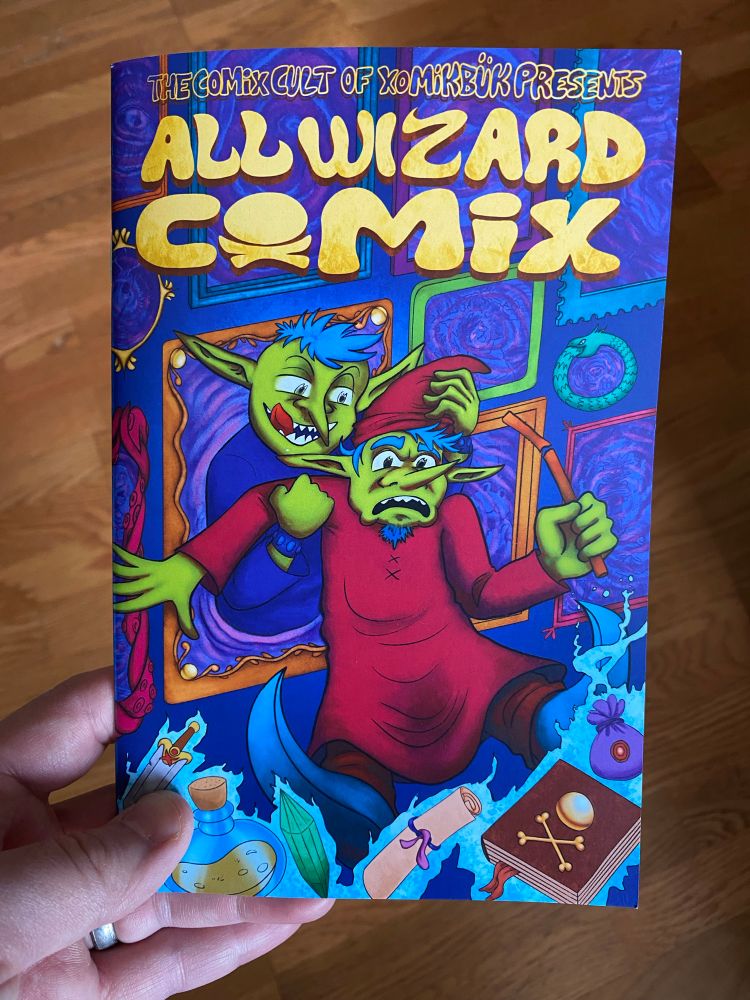 THE COMIX CULT OF XOMIKBÜK PRESENTS
ALL WIZARD
COMIX